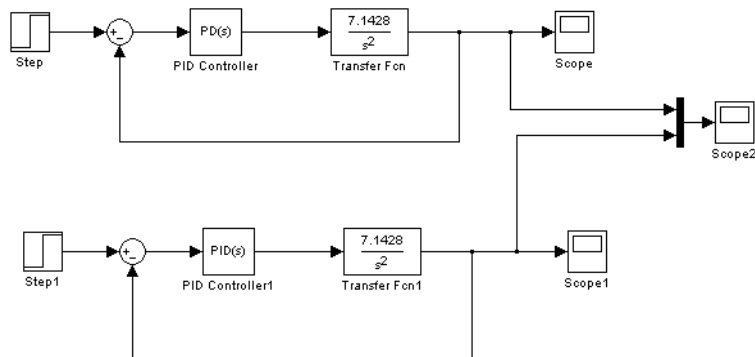 PD(s)
7.1428
s²
Step
PID Controller
Transfer Fcn
Scope
Scope2
PID(s)
7.1428
s²
Step1
PID Controller1
Transfer Fcn1
Scope1